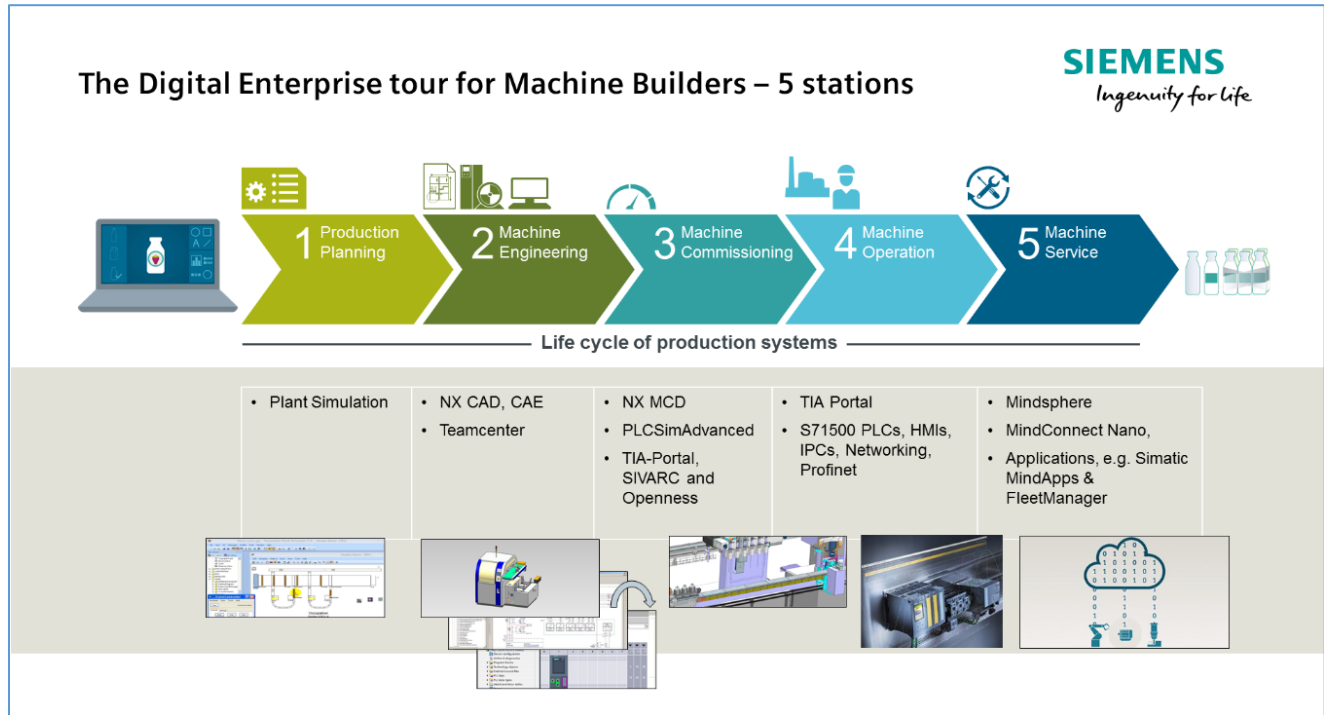 The Digital Enterprise tour for Machine Builders – 5 stations
SIEMENS
Ingenuity for life
1 Production
Planning
2 Machine
Engineering
3 Machine
Commissioning
4 Machine
Operation
5 Machine
Service
Life cycle of production systems
• Plant Simulation
• NX CAD, CAE
• Teamcenter
• NX MCD
• PLCSimAdvanced
• TIA-Portal,
SIVARC and
Openness
• TIA Portal
• S71500 PLCs, HMIs,
IPCs, Networking,
Profinet
• Mindsphere
• MindConnect Nano,
• Applications, e.g. Simatic
MindApps &
FleetManager